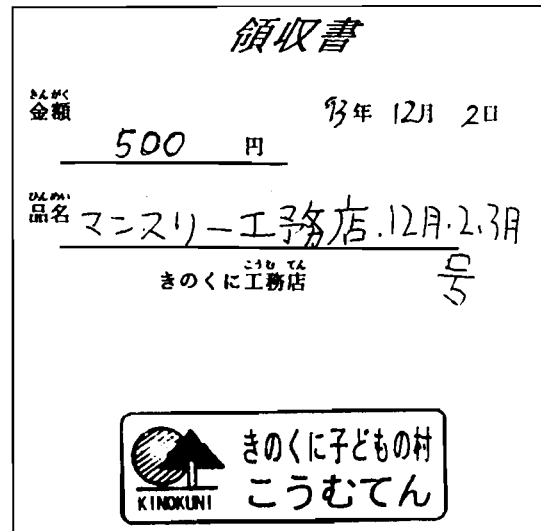 領収書
きんがく
金額
93年 12月 2日
500 円
ひんめい
品名 マンスリー工務店.12月.2.3月
号
こうむてん
きのくに工務店
きのくに子どもの村
こうむてん
KINOKUNI